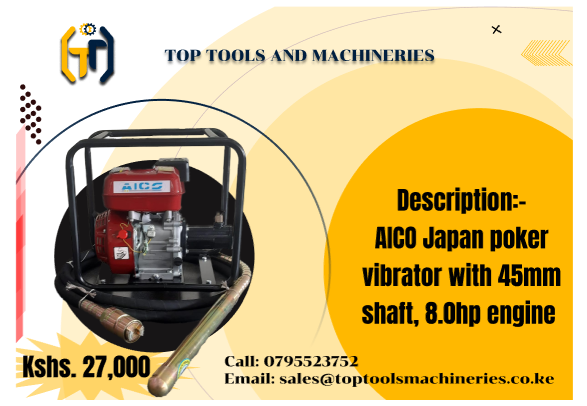 TOP TOOLS AND MACHINERIES
AICO
Description:-
AICO Japan poker
vibrator with 45mm
shaft, 8.0hp engine
Kshs. 27,000
Call: 0795523752
Email: sales@toptoolsmachineries.co.ke